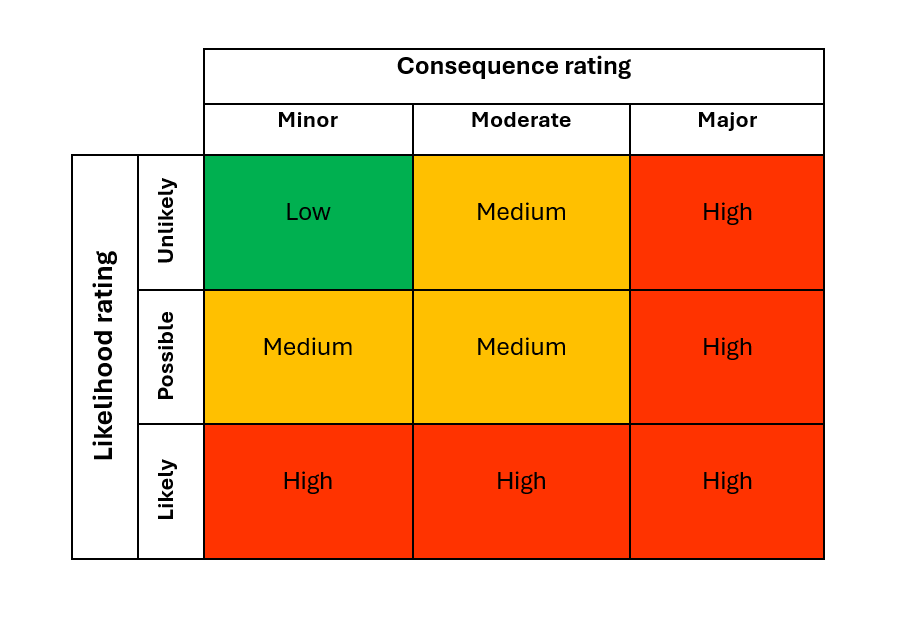 Consequence rating
Minor
Moderate
Major
Likelihood rating
Unlikely
Low
Medium
High
Possible
Medium
Medium
High
Likely
High
High
High